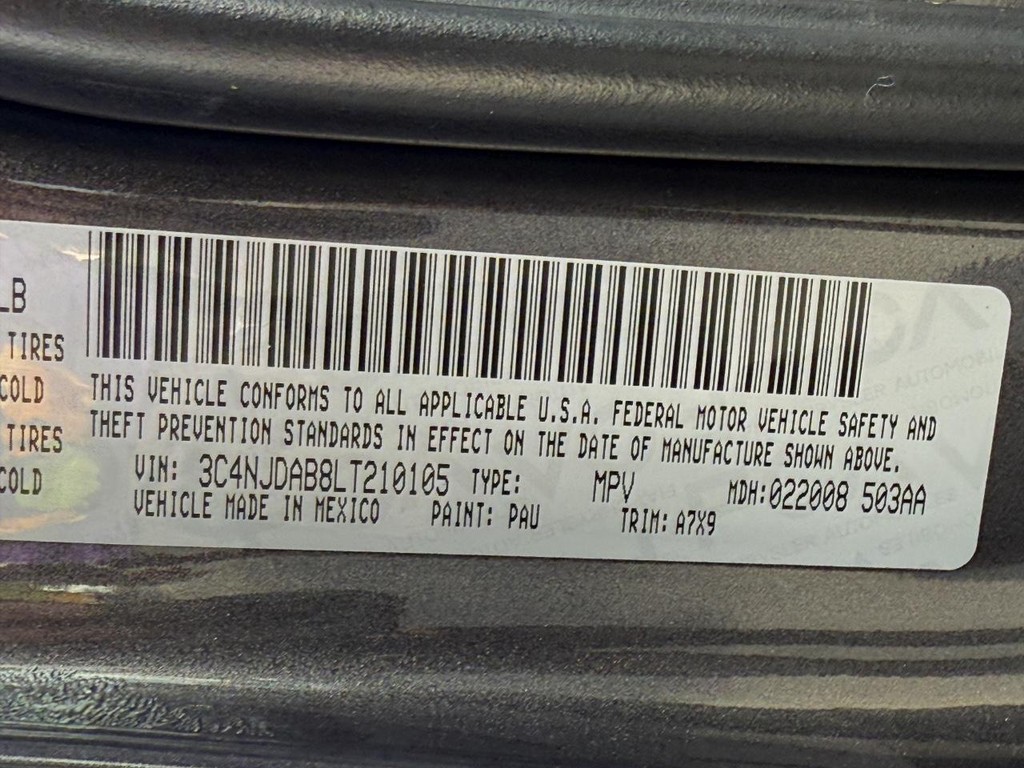 LB
TIRES
COLD
TIRES
COLD
THIS VEHICLE CONFORMS TO ALL APPLICABLE U.S.A. FEDERAL MOTOR VEHICLE SAFETY AND
THEFT PREVENTION STANDARDS IN EFFECT ON THE DATE OF MANUFACTURE SHOWN ABOVE.
VIN: 3C4NJDAB8LT210105 TYPE: MPV MDH:022008 503AA
VEHICLE MADE IN MEXICO PAINT: PAU TRIM: A7X9